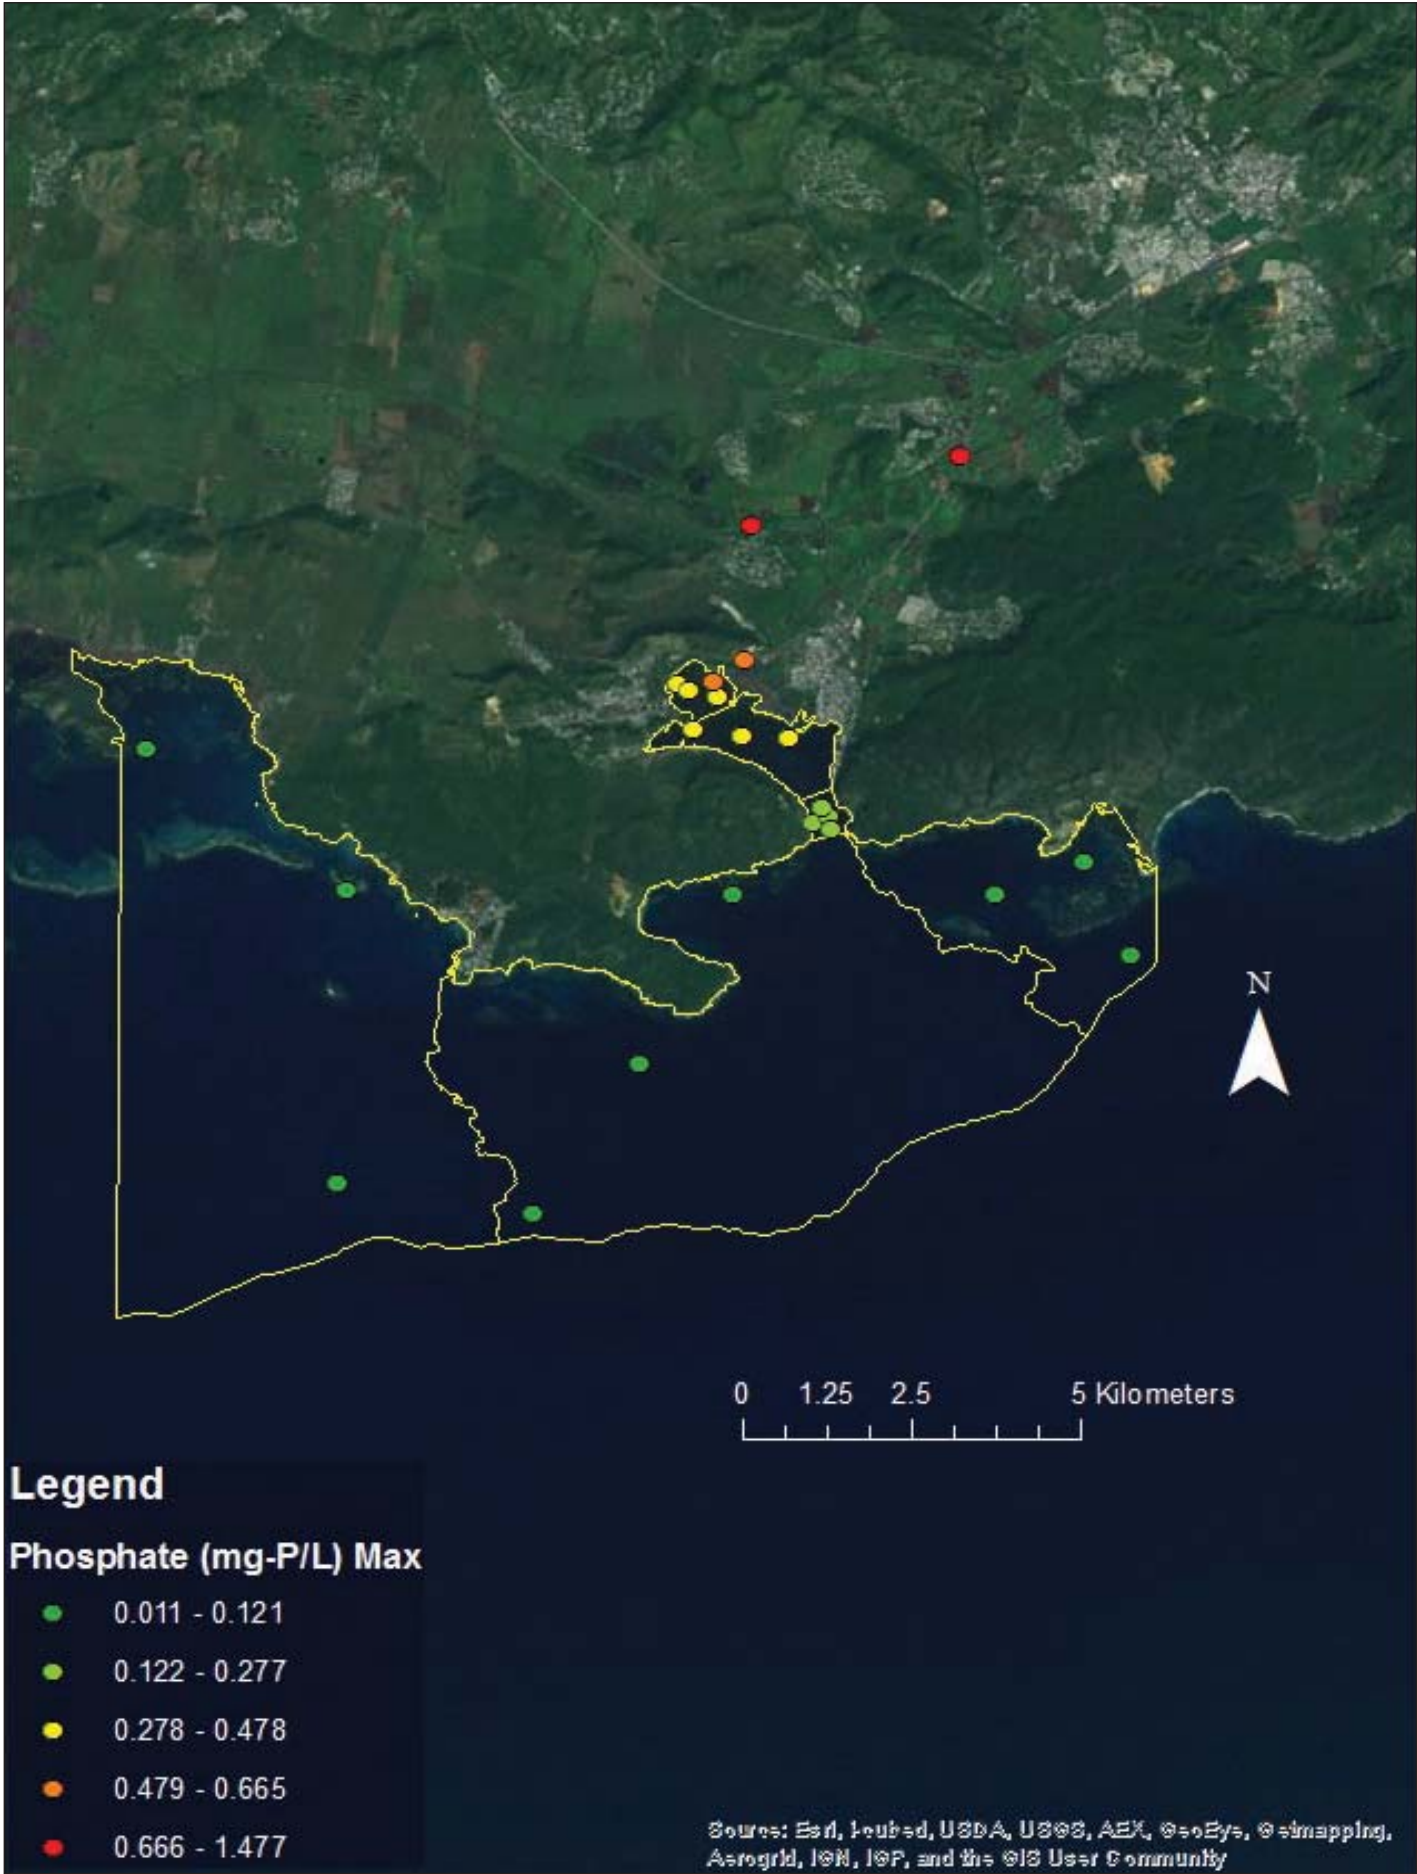 N
0 1.25 2.5 5 Kilometers
Legend
Phosphate (mg-P/L) Max
0.011 - 0.121
0.122 - 0.277
0.278 - 0.478
0.479 - 0.665
0.666 - 1.477
Source: Esri, i-cubed, USDA, USGS, AEX, GeoEye, Getmapping,
Aerogrid, IGN, IGP, and the GIS User Community